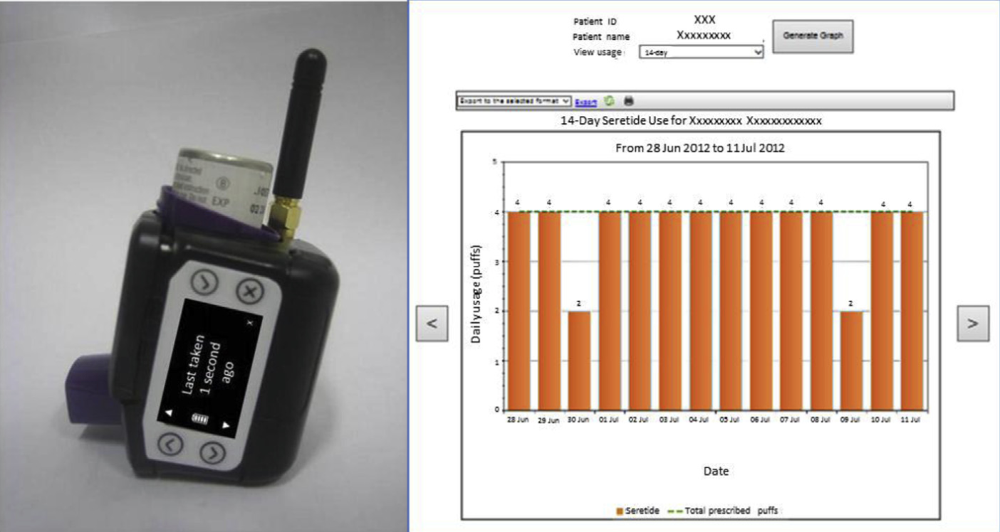 EXP
Last taken
1 second
ago
Patient ID XXX
Patient name Xxxxxxxxx
View usage 14-day
Generate Graph
Export to the selected format Export
14-Day Seretide Use for Xxxxxxxxx Xxxxxxxxxxxxx
From 28 Jun 2012 to 11 Jul 2012
Daily usage (puffs)
5
4
3
2
1
0
4 4 2 4 4 4 4 4 4 4 4 2 4 4
28 Jun 29 Jun 30 Jun 01 Jul 02 Jul 03 Jul 04 Jul 05 Jul 06 Jul 07 Jul 08 Jul 09 Jul 10 Jul 11 Jul
Date
Seretide Total prescribed puffs
< >